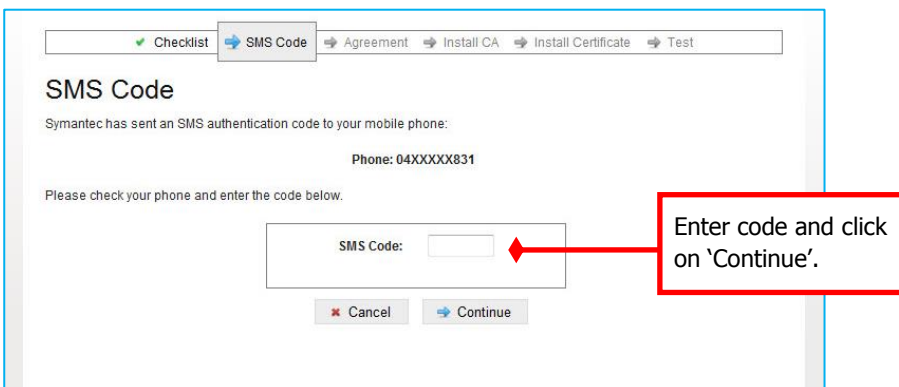 Checklist SMS Code Agreement Install CA Install Certificate Test
SMS Code
Symantec has sent an SMS authentication code to your mobile phone:
Phone: 04XXXXX831
Please check your phone and enter the code below.
SMS Code:
Enter code and click
on ‘Continue’.
Cancel Continue